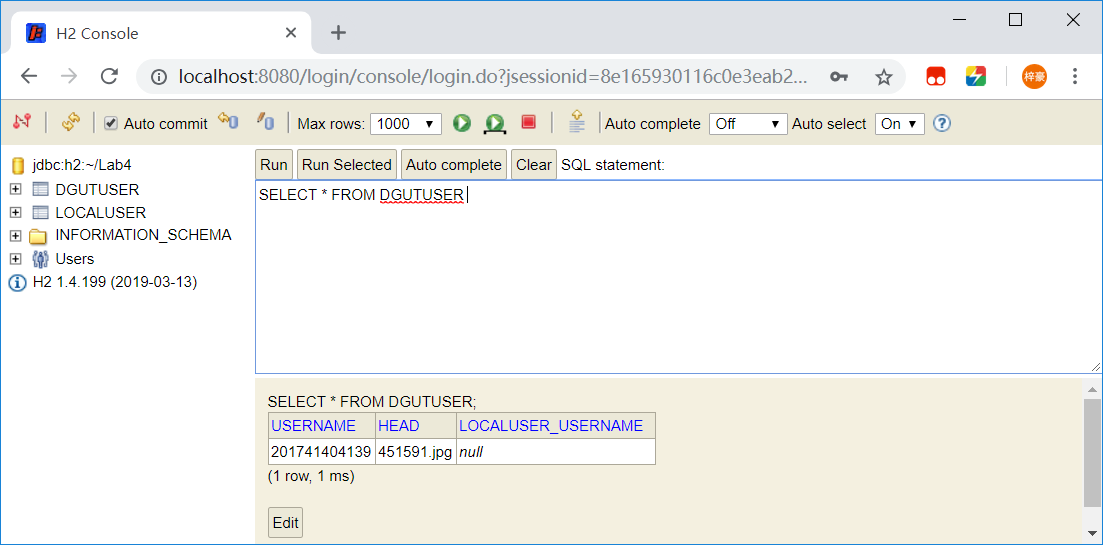 H2 Console
localhost:8080/login/console/login.do?jsessionid=8e165930116c0e3eab2... 梓豪
Auto commit Max rows: 1000 Auto complete Off Auto select On
jdbc:h2:~/Lab4
DGUTUSER
LOCALUSER
INFORMATION_SCHEMA
Users
H2 1.4.199 (2019-03-13)
Run Run Selected Auto complete Clear SQL statement:
SELECT * FROM DGUTUSER
SELECT * FROM DGUTUSER;
USERNAME HEAD LOCALUSER_USERNAME
201741404139 451591.jpg null
(1 row, 1 ms)
Edit